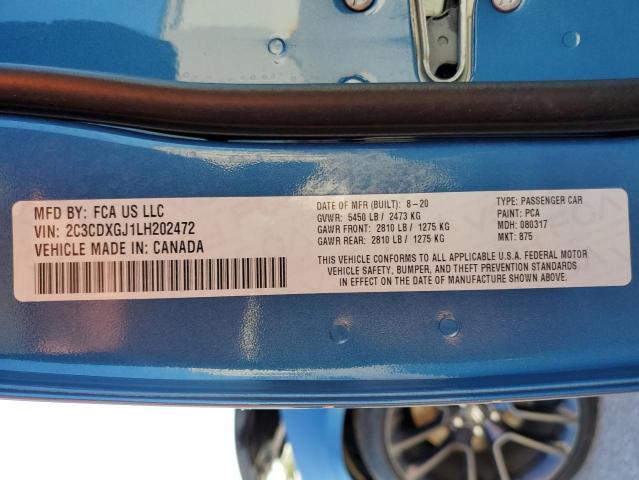 MFD BY: FCA US LLC
VIN: 2C3CDXGJ1LH202472
VEHICLE MADE IN: CANADA
DATE OF MFR (BUILT): 8-20
GVWR: 5450 LB / 2473 KG
GAWR FRONT: 2810 LB / 1275 KG
GAWR REAR: 2810 LB / 1275 KG
TYPE: PASSENGER CAR
PAINT: PCA
MDH: 080317
MKT: 875
THIS VEHICLE CONFORMS TO ALL APPLICABLE U.S.A. FEDERAL MOTOR
VEHICLE SAFETY, BUMPER, AND THEFT PREVENTION STANDARDS
IN EFFECT ON THE DATE OF MANUFACTURE SHOWN ABOVE.